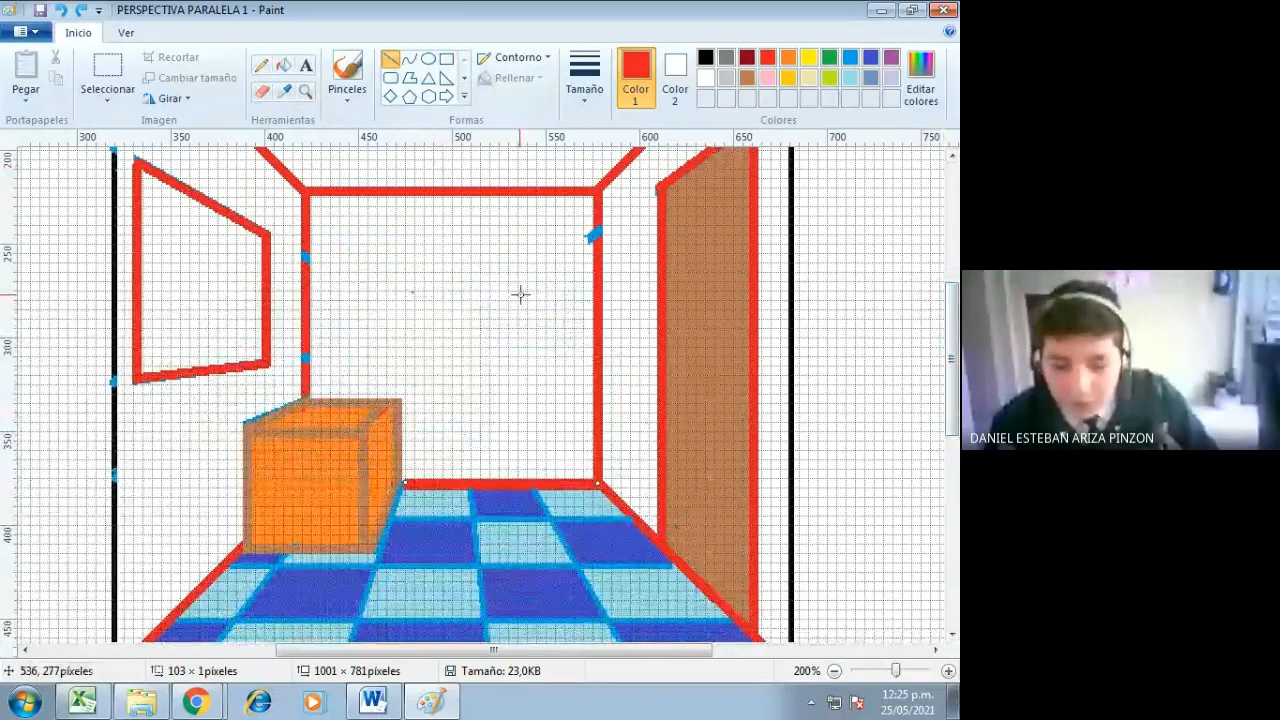 PERSPECTIVA PARALELA 1 - Paint
Inicio
Ver
Pegar
Recortar
Cambiar tamaño
Girar
Seleccionar
Pinceles
Contorno
Rellenar
Tamaño
Color 1
Color 2
Editar colores
Portapapeles
Imagen
Herramientas
Formas
Colores
300 350 400 450 500 550 600 650 700 750
200
250
300
350
400
450
DANIEL ESTEBAN ARIZA PINZON
536, 277píxeles
103 × 1píxeles
1001 × 781píxeles
Tamaño: 23,0KB
200%
12:25 p.m.
25/05/2021